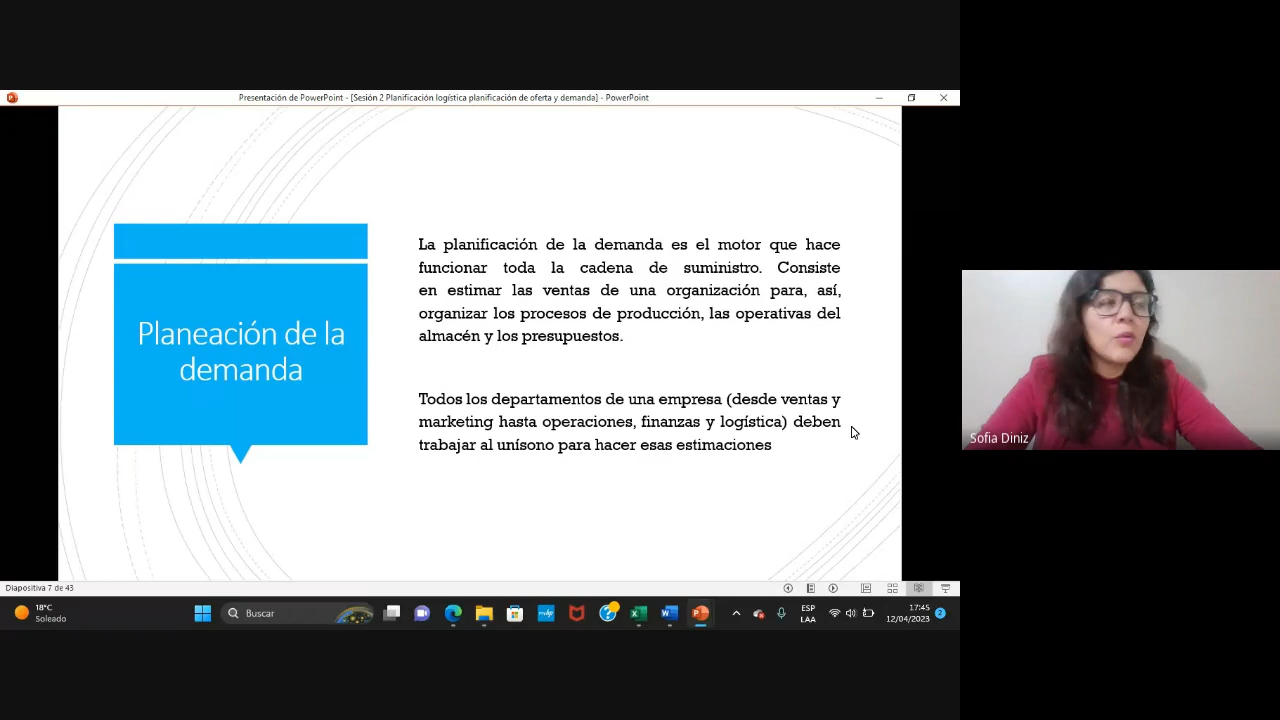 Presentación de PowerPoint - [Sesión 2 Planificación logística planificación de oferta y demanda] - PowerPoint
Planeación de la
demanda
La planificación de la demanda es el motor que hace
funcionar toda la cadena de suministro. Consiste
en estimar las ventas de una organización para, así,
organizar los procesos de producción, las operativas del
almacén y los presupuestos.
Todos los departamentos de una empresa (desde ventas y
marketing hasta operaciones, finanzas y logística) deben
trabajar al unísono para hacer esas estimaciones
Sofia Diniz
Diapositiva 7 de 43
18°C
Soleado
Buscar
ESP
LAA
17:45
12/04/2023
2